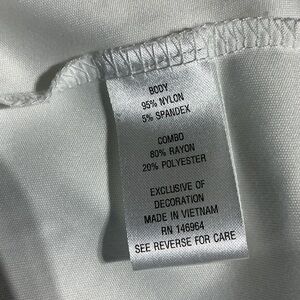 BODY
95% NYLON
5% SPANDEX
COMBO
80% RAYON
20% POLYESTER
EXCLUSIVE OF
DECORATION
MADE IN VIETNAM
RN 146964
SEE REVERSE FOR CARE